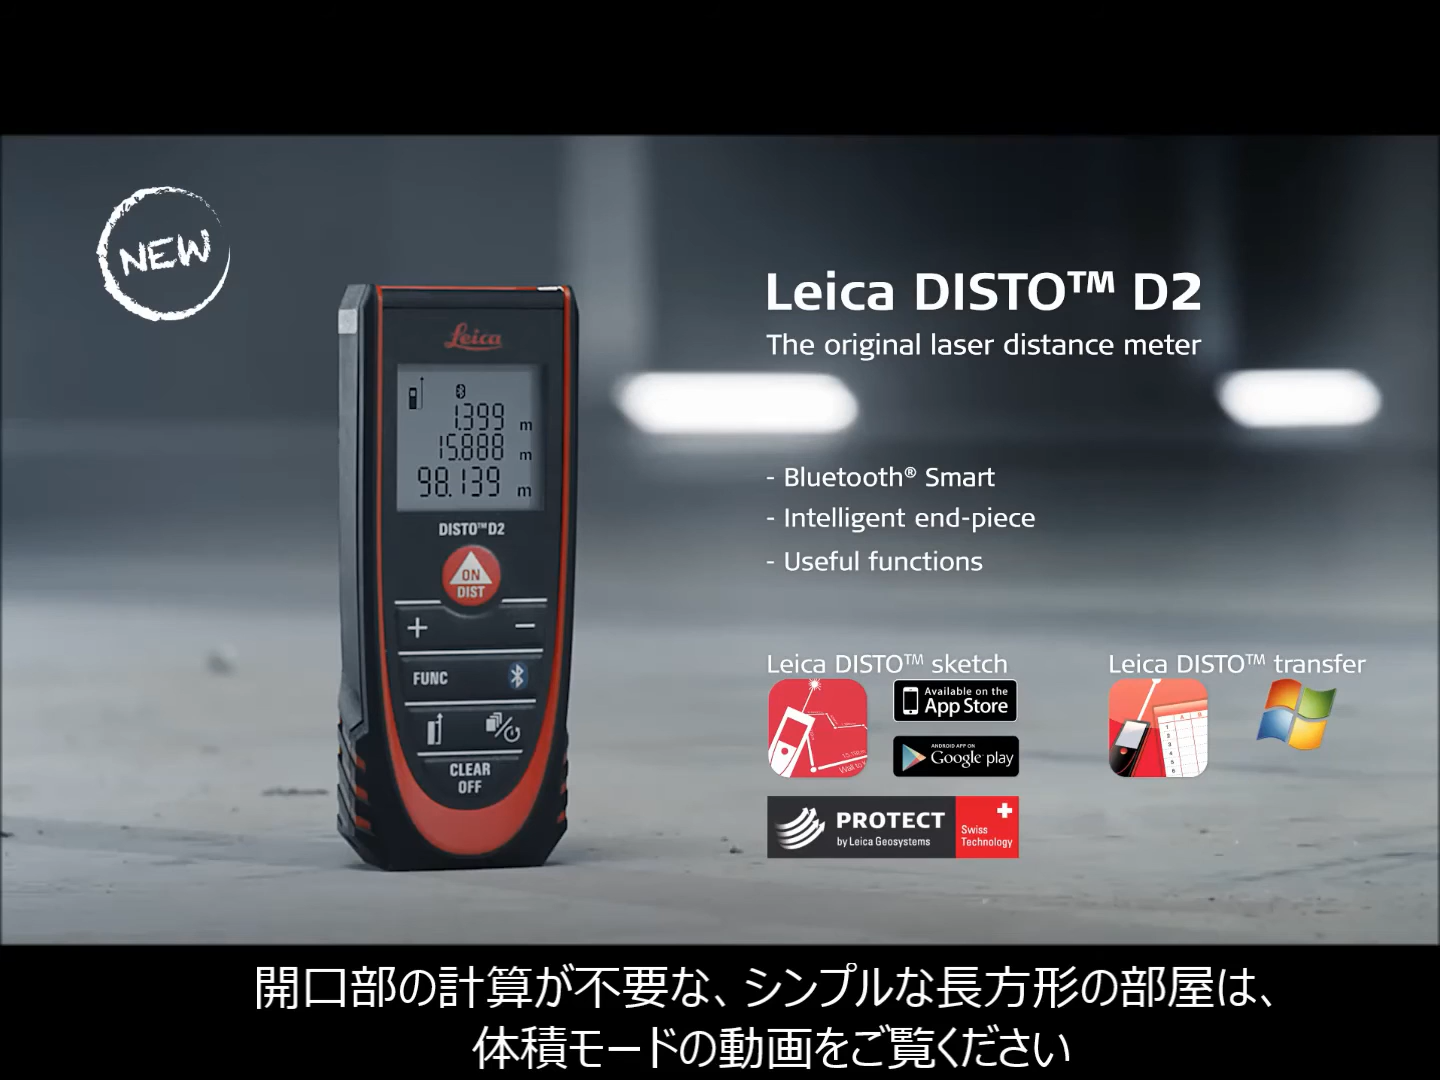 NEW
Leica
1.399 m
15.888 m
98.139 m
DISTO™D2
ON
DIST
+ −
FUNC
CLEAR
OFF
Leica DISTO™ D2
The original laser distance meter
- Bluetooth® Smart
- Intelligent end-piece
- Useful functions
Leica DISTO™ sketch
Available on the
App Store
ANDROID APP ON
Google play
Leica DISTO™ transfer
PROTECT
by Leica Geosystems
Swiss
Technology
開口部の計算が不要な、シンプルな長方形の部屋は、
体積モードの動画をご覧ください